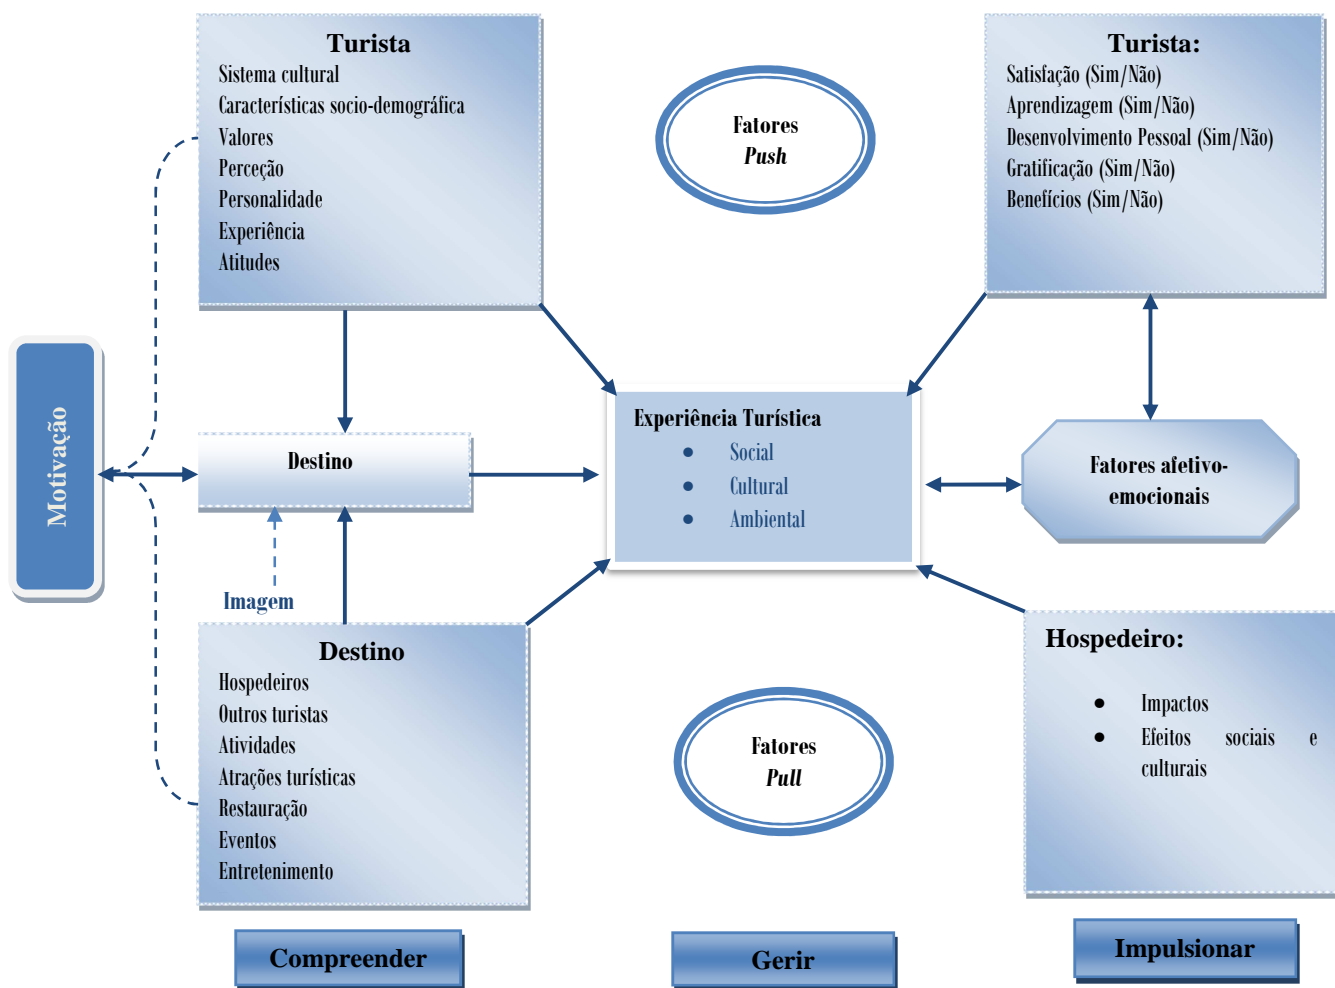 Turista
Sistema cultural
Características socio-demográfica
Valores
Perceção
Personalidade
Experiência
Atitudes
Fatores
Push
Turista:
Satisfação (Sim/Não)
Aprendizagem (Sim/Não)
Desenvolvimento Pessoal (Sim/Não)
Gratificação (Sim/Não)
Benefícios (Sim/Não)
Motivação
Destino
Imagem
Experiência Turística
● Social
● Cultural
● Ambiental
Fatores afetivo-
emocionais
Destino
Hospedeiros
Outros turistas
Atividades
Atrações turísticas
Restauração
Eventos
Entretenimento
Fatores
Pull
Hospedeiro:
● Impactos
● Efeitos sociais e
culturais
Compreender
Gerir
Impulsionar